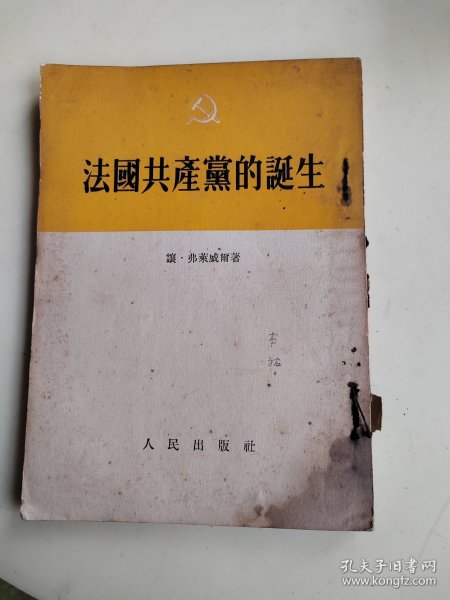 法國共產黨的誕生
讓·弗萊威爾著
李
人民出版社
孔夫子旧书网
www.kongfz.com